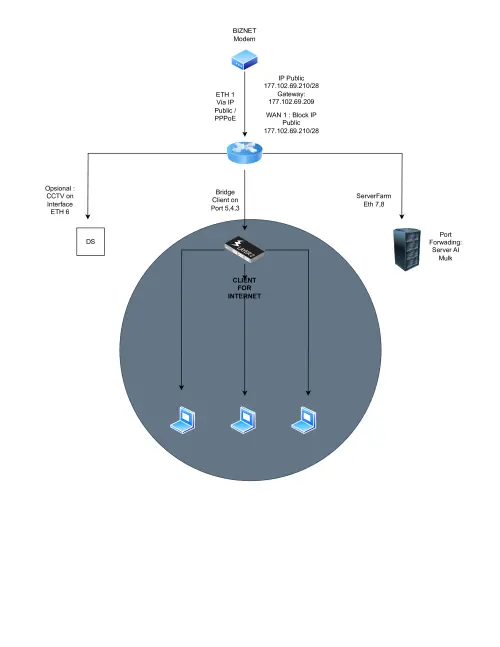 BIZNET
Modem
IP Public
177.102.69.210/28
Gateway:
177.102.69.209
WAN 1 : Block IP
Public
177.102.69.210/28
ETH 1
Via IP
Public /
PPPoE
Opsional :
CCTV on
Interface
ETH 6
DS
Bridge
Client on
Port 5,4,3
ServerFarm
Eth 7,8
Port
Forwading:
Server AI
Mulk
CLIENT
FOR
INTERNET